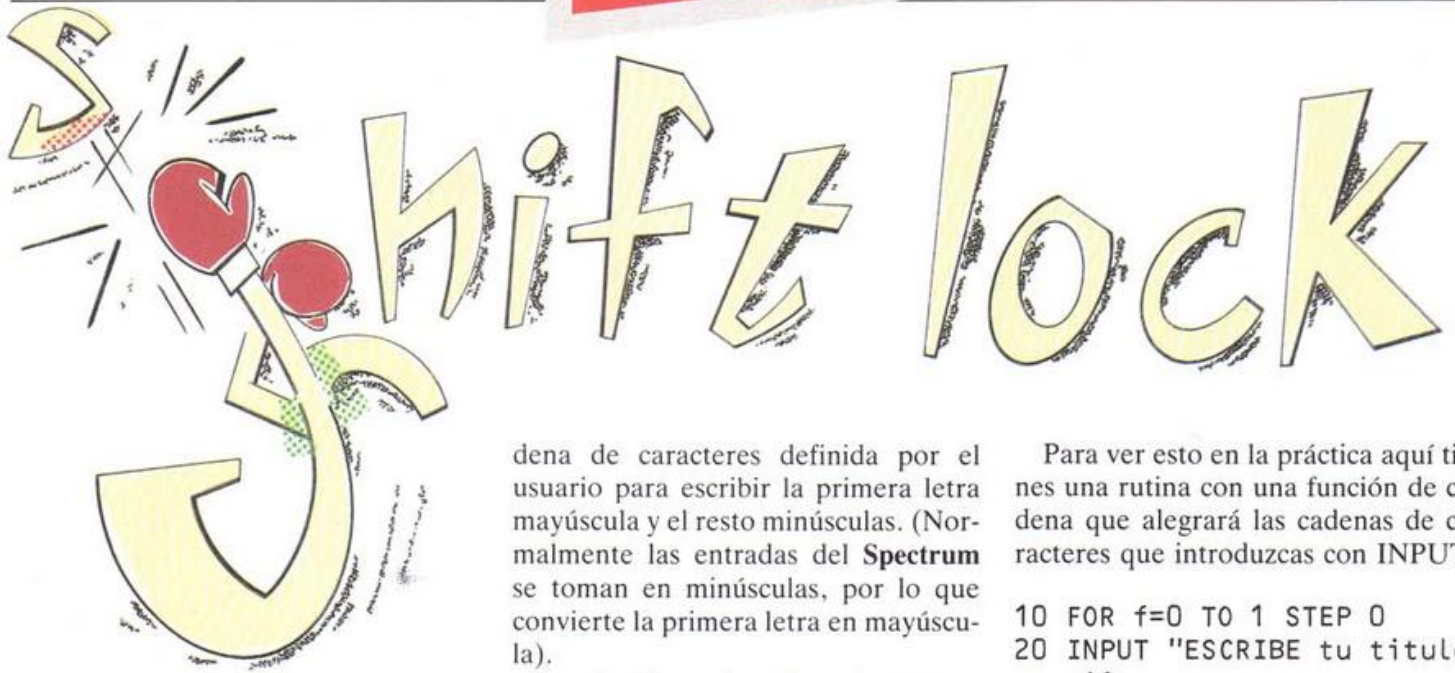 Shift lock
dena de caracteres definida por el
usuario para escribir la primera letra
mayúscula y el resto minúsculas. (Nor-
malmente las entradas del Spectrum
se toman en minúsculas, por lo que
convierte la primera letra en mayúscu-
la).
Para ver esto en la práctica aquí
nes una rutina con una función de
dena que alegrará las cadenas de
racteres que introduzcas con INPUT
10 FOR f=0 TO 1 STEP 0
20 INPUT "ESCRIBE tu titul